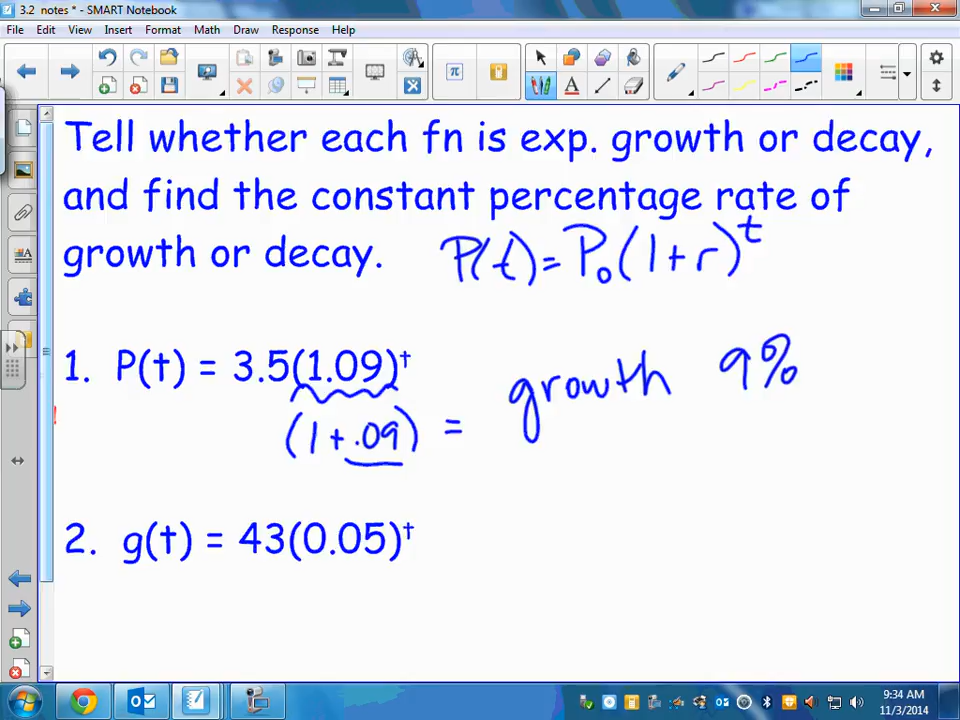 3.2 notes * - SMART Notebook
File Edit View Insert Format Math Draw Response Help
Tell whether each fn is exp. growth or decay,
and find the constant percentage rate of
growth or decay. P(t) = P₀(1+r)ᵗ
1. P(t) = 3.5(1.09)ᵗ growth 9%
(1 + .09) =
2. g(t) = 43(0.05)ᵗ
9:34 AM
11/3/2014